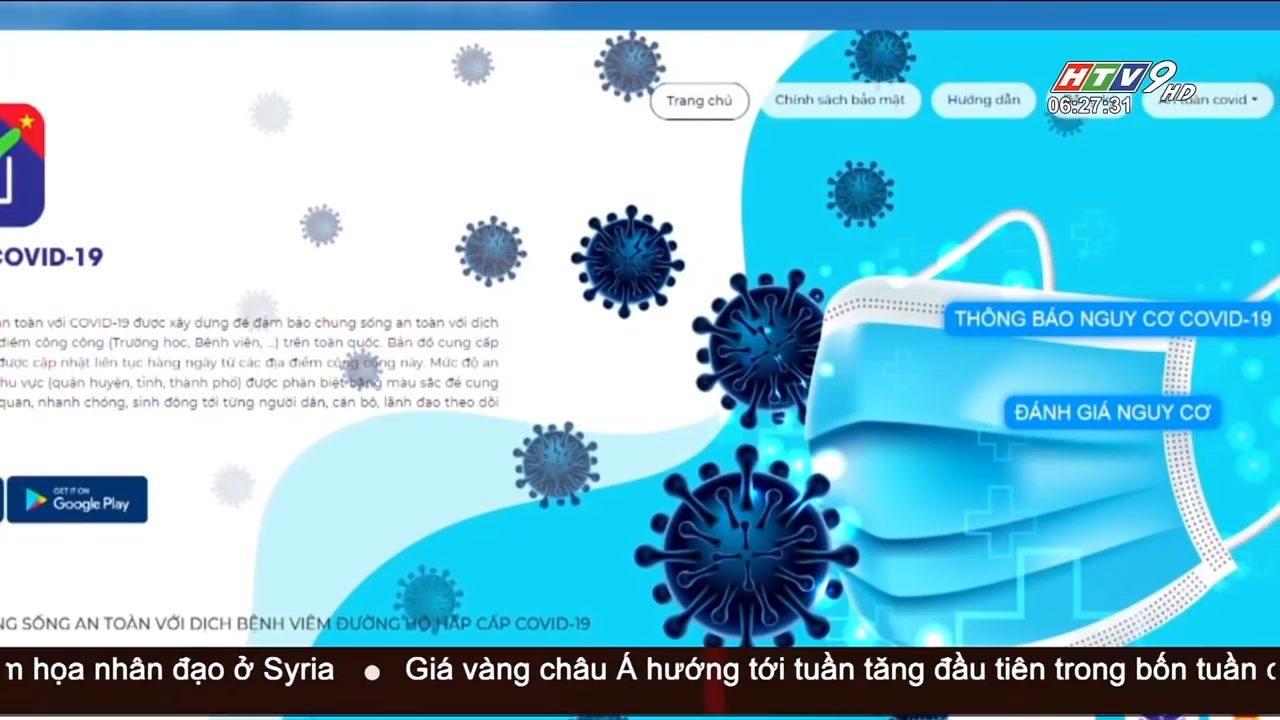 HTV9 HD
06:27:31
Trang chủ
Chính sách bảo mật
Hướng dẫn
toàn covid
COVID-19
toàn với COVID-19 được xây dựng để đảm bảo chung sống an toàn với dịch
điểm công cộng (Trường học, Bệnh viện, ...) trên toàn quốc. Bản đồ cung cấp
được cập nhật liên tục hàng ngày từ các địa điểm công cộng này. Mức độ an
khu vực (quận huyện, tỉnh, thành phố) được phân biệt bằng màu sắc để cung
quan, nhanh chóng, sinh động tới từng người dân, cán bộ, lãnh đạo theo dõi
THÔNG BÁO NGUY CƠ COVID-19
ĐÁNH GIÁ NGUY CƠ
GET IT ON
Google Play
SỐNG AN TOÀN VỚI DỊCH BỆNH VIÊM ĐƯỜNG HÔ HẤP CẤP COVID-19
họa nhân đạo ở Syria ● Giá vàng châu Á hướng tới tuần tăng đầu tiên trong bốn tuần